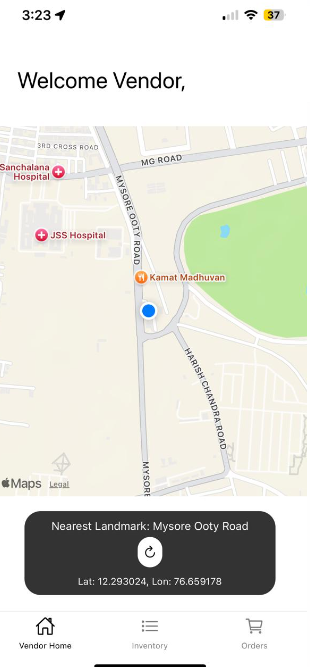 3:23
37
Welcome Vendor,
3RD CROSS ROAD
MG ROAD
Sanchalana
Hospital
MYSORE OOTY ROAD
JSS Hospital
Kamat Madhuvan
HARISH CHANDRA ROAD
MYSORE
Maps
Legal
Nearest Landmark: Mysore Ooty Road
Lat: 12.293024, Lon: 76.659178
Vendor Home
Inventory
Orders